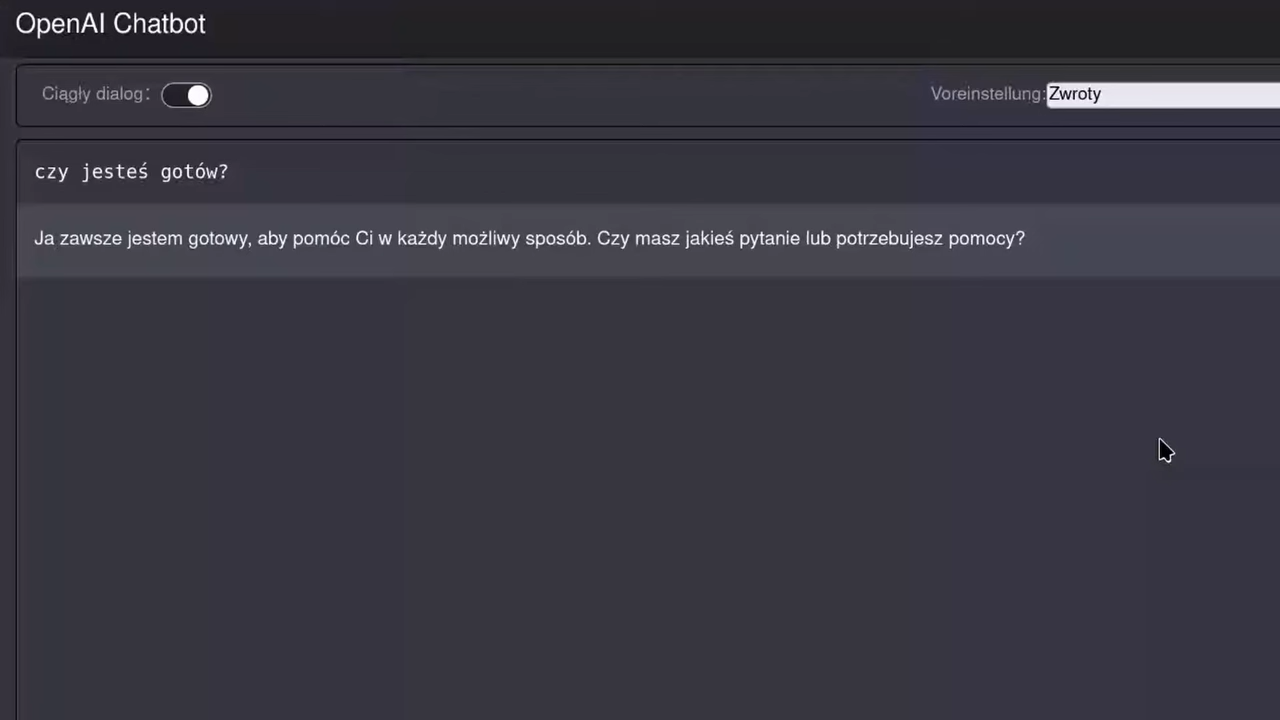 OpenAI Chatbot
Ciągły dialog: Voreinstellung: Zwroty
czy jesteś gotów?
Ja zawsze jestem gotowy, aby pomóc Ci w każdy możliwy sposób. Czy masz jakieś pytanie lub potrzebujesz pomocy?